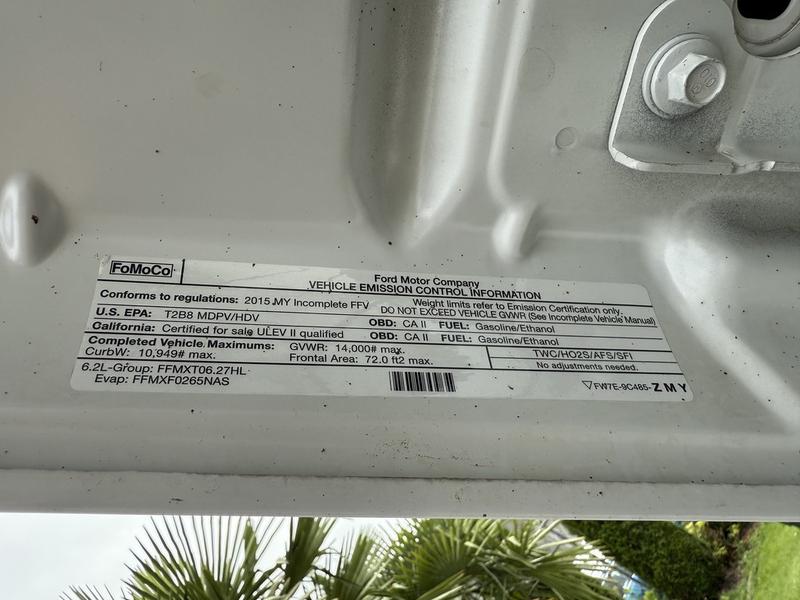 FoMoCo
Ford Motor Company
VEHICLE EMISSION CONTROL INFORMATION
Conforms to regulations: 2015 MY Incomplete FFV
Weight limits refer to Emission Certification only.
DO NOT EXCEED VEHICLE GVWR (See Incomplete Vehicle Manual)
U.S. EPA: T2B8 MDPV/HDV OBD: CA II FUEL: Gasoline/Ethanol
California: Certified for sale ULEV II qualified OBD: CA II FUEL: Gasoline/Ethanol
Completed Vehicle Maximums: GVWR: 14,000# max.
CurbW: 10,949# max. Frontal Area: 72.0 ft2 max.
TWC/HO2S/AFS/SFI
No adjustments needed.
6.2L-Group: FFMXT06.27HL
Evap: FFMXF0265NAS
FW7E-9C485-ZMY